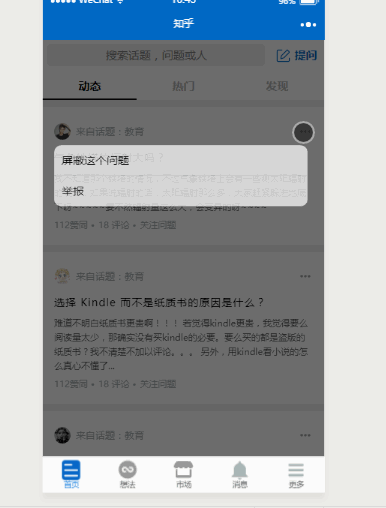 ●●●●● WeChat
10:45
98%
知乎
搜索话题，问题或人
提问
动态
热门
发现
来自话题：教育
屏蔽这个问题
举报
112赞同 • 18 评论 • 关注问题
来自话题：教育
选择 Kindle 而不是纸质书的原因是什么？
难道不明白纸质书更贵啊！！！ 若觉得kindle更贵，我觉得要么
阅读量太少，那确实没有买kindle的必要。要么买的都是盗版的
纸质书？我不清楚不加以评论。。。 另外，用kindle看小说的怎
么真心不懂了...
112赞同 • 18 评论 • 关注问题
来自话题：教育
首页
想法
市场
消息
更多